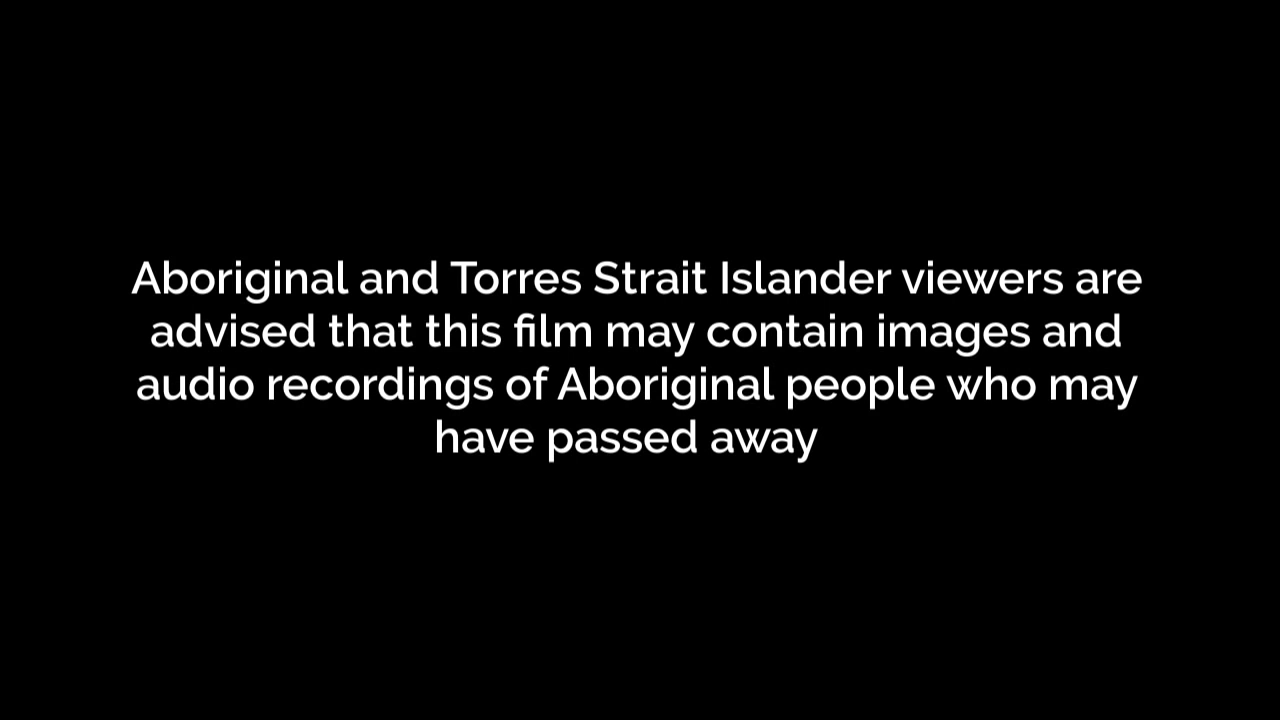 Aboriginal and Torres Strait Islander viewers are
advised that this film may contain images and
audio recordings of Aboriginal people who may
have passed away